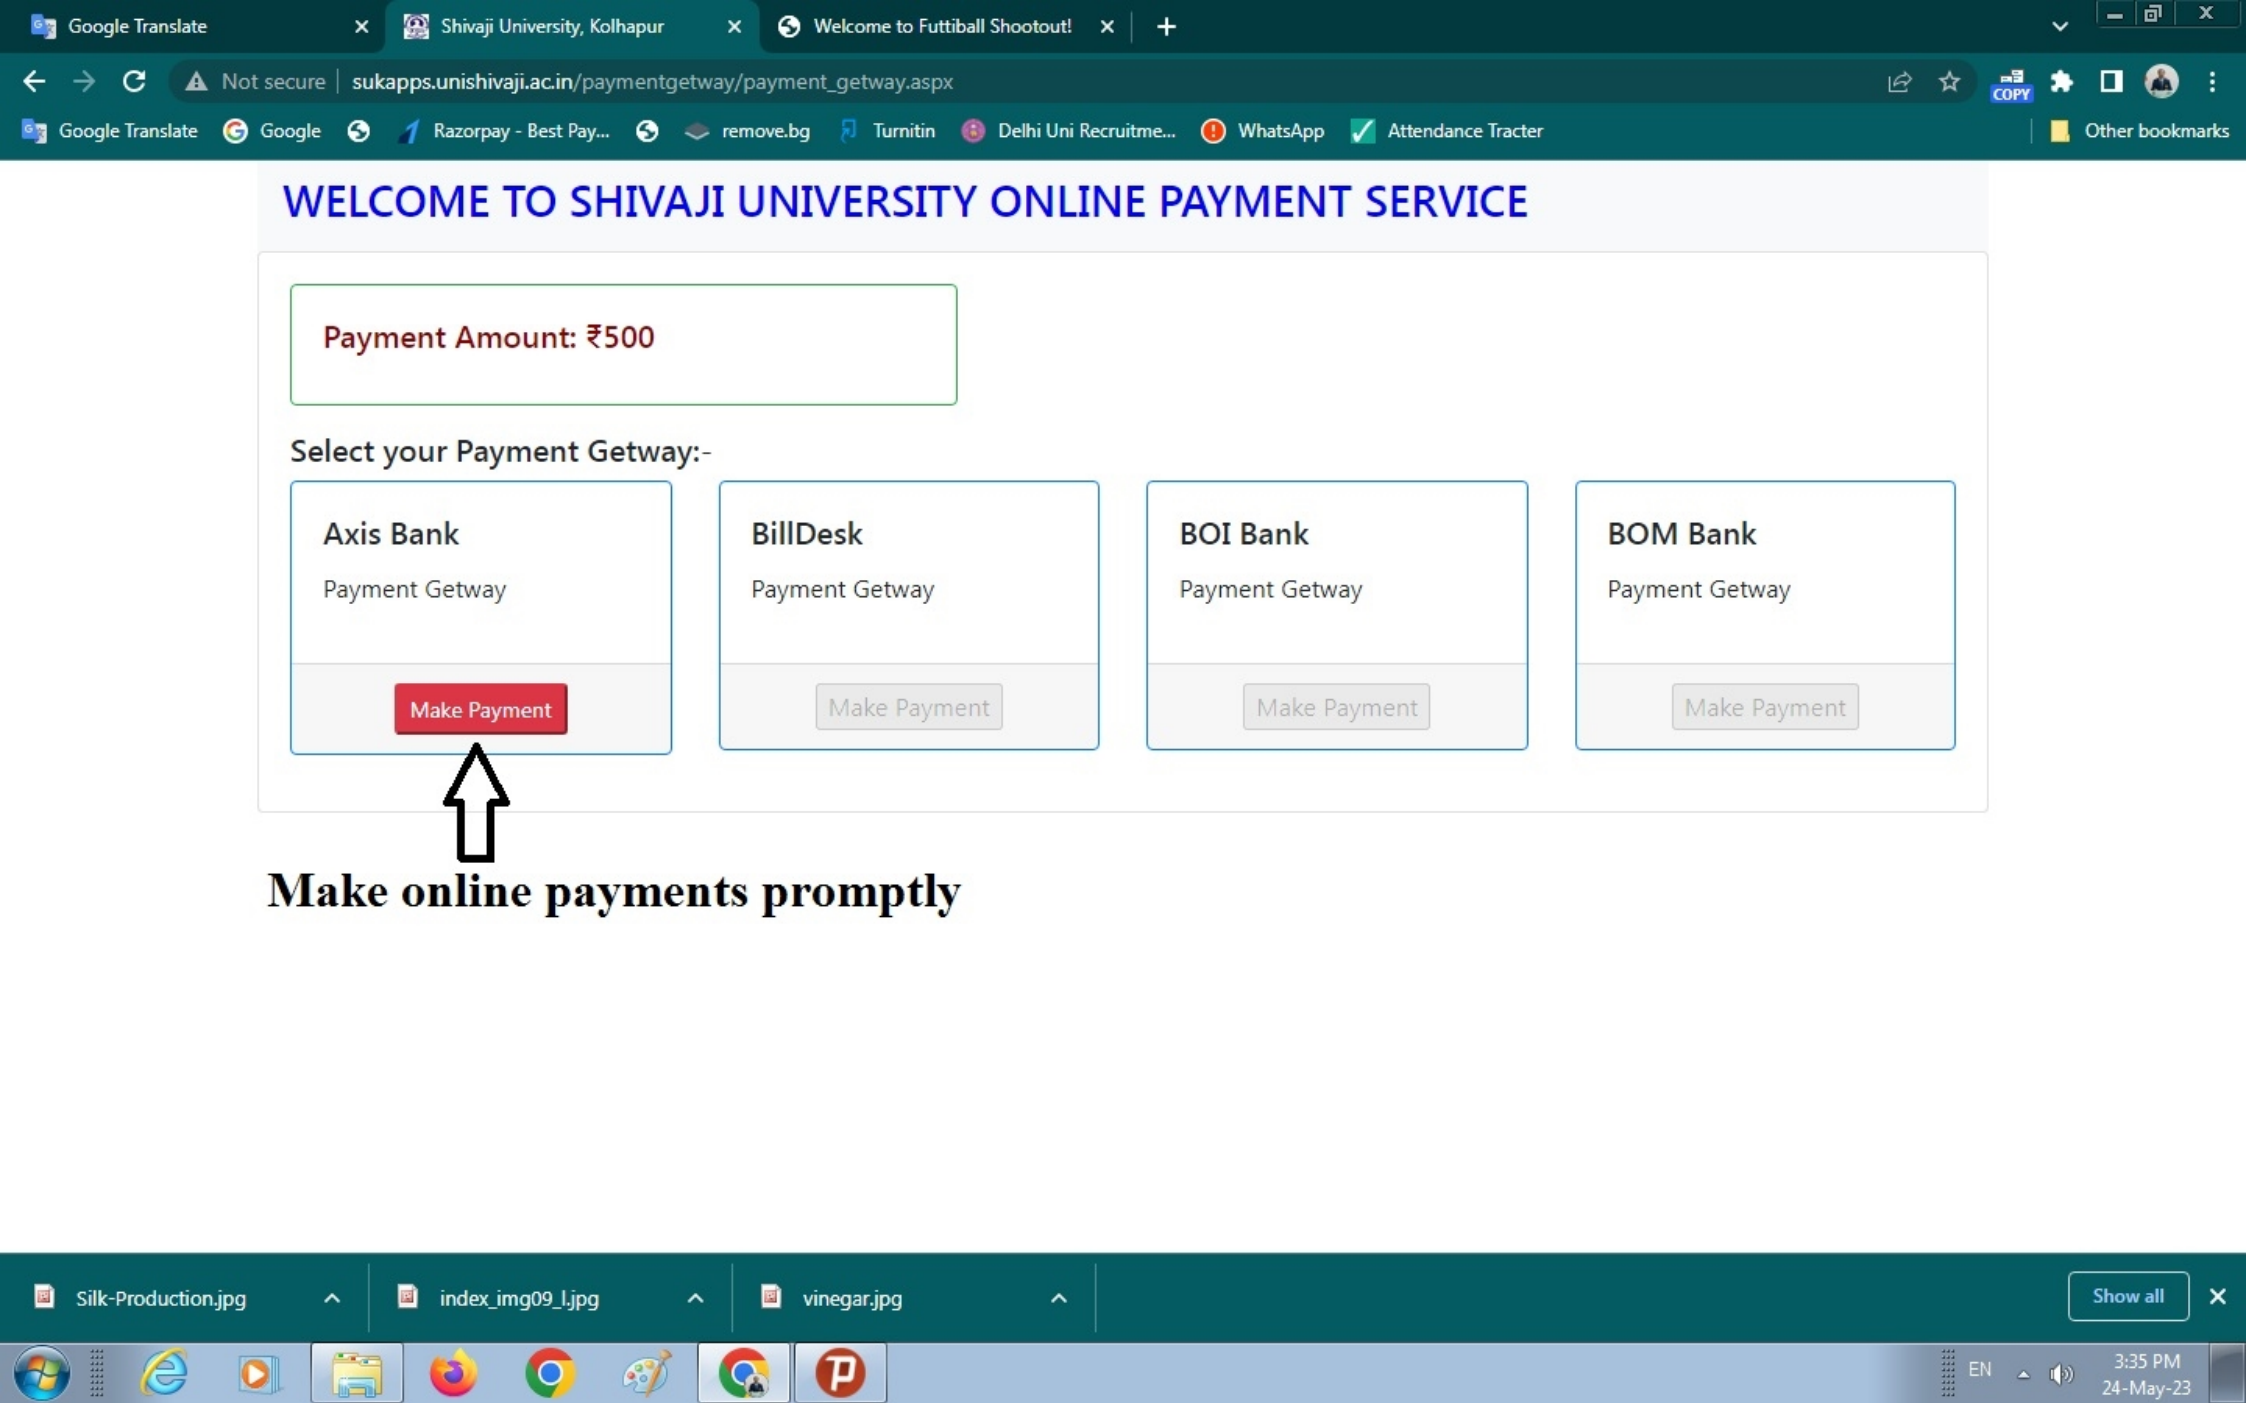 Google Translate
Shivaji University, Kolhapur
Welcome to Futtiball Shootout!
Not secure
sukapps.unishivaji.ac.in/paymentgetway/payment_getway.aspx
COPY
Google Translate
Google
Razorpay - Best Pay...
remove.bg
Turnitin
Delhi Uni Recruitme...
WhatsApp
Attendance Tracter
Other bookmarks
WELCOME TO SHIVAJI UNIVERSITY ONLINE PAYMENT SERVICE
Payment Amount: ₹500
Select your Payment Getway:-
Axis Bank
Payment Getway
Make Payment
BillDesk
Payment Getway
Make Payment
BOI Bank
Payment Getway
Make Payment
BOM Bank
Payment Getway
Make Payment
Make online payments promptly
Silk-Production.jpg
index_img09_l.jpg
vinegar.jpg
Show all
EN
3:35 PM
24-May-23